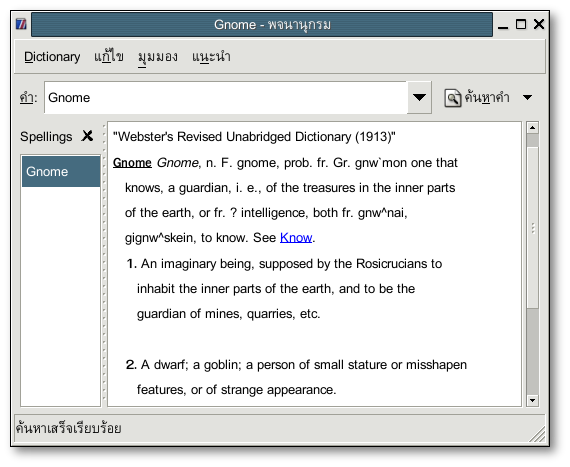 Gnome - พจนานุกรม
Dictionary แก้ไข มุมมอง แนะนำ
คำ: Gnome ค้นหาคำ
Spellings
Gnome
"Webster's Revised Unabridged Dictionary (1913)"
Gnome Gnome, n. F. gnome, prob. fr. Gr. gnw`mon one that
knows, a guardian, i. e., of the treasures in the inner parts
of the earth, or fr. ? intelligence, both fr. gnw^nai,
gignw^skein, to know. See Know.
1. An imaginary being, supposed by the Rosicrucians to
inhabit the inner parts of the earth, and to be the
guardian of mines, quarries, etc.
2. A dwarf; a goblin; a person of small stature or misshapen
features, or of strange appearance.
ค้นหาเสร็จเรียบร้อย